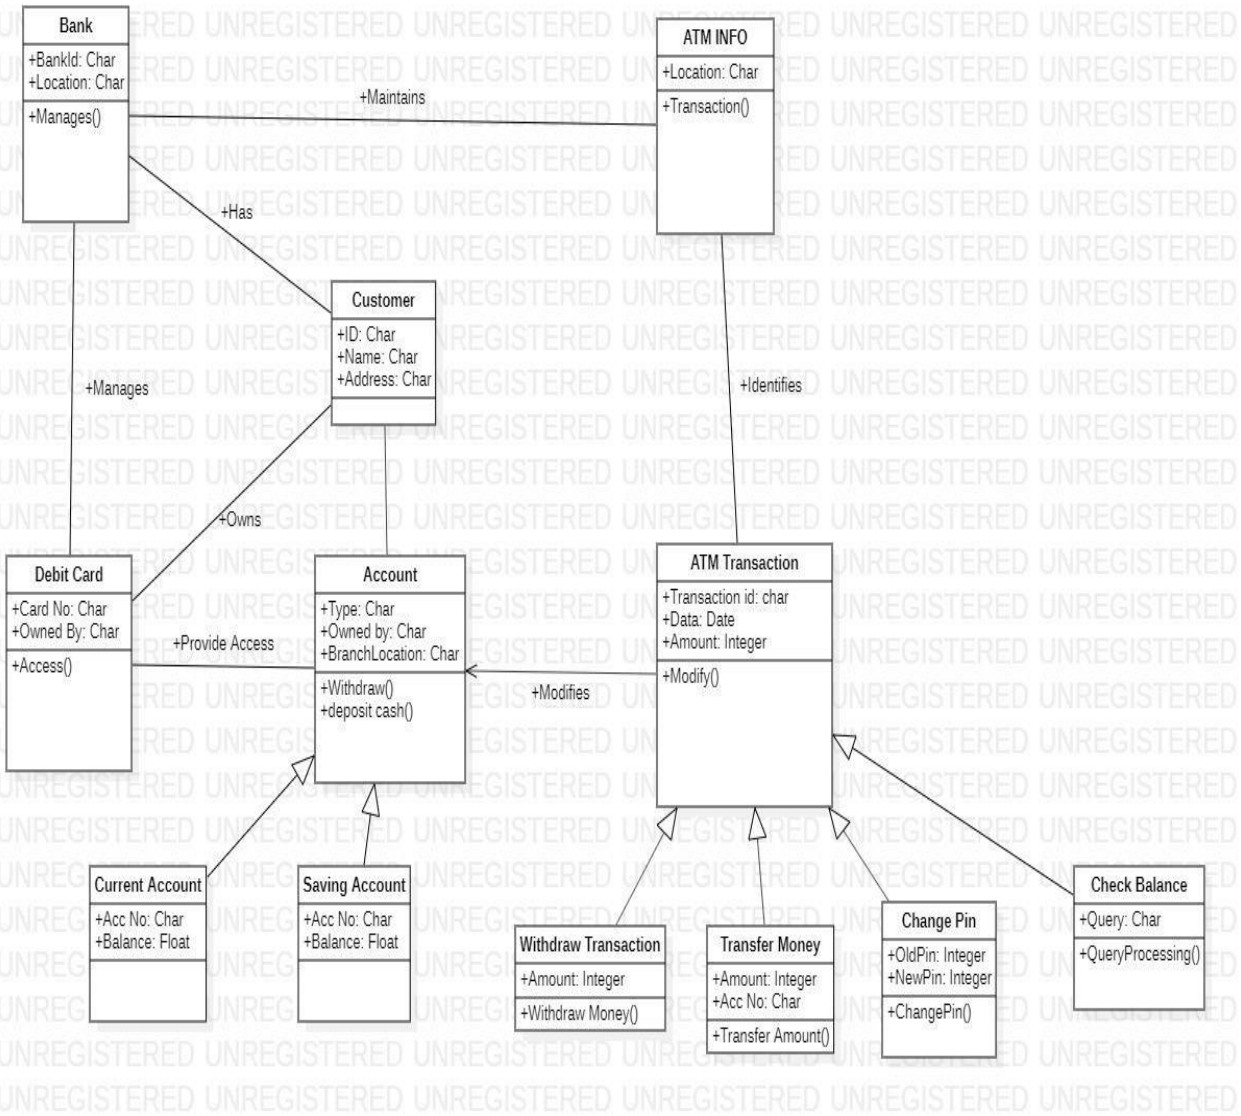 Bank
+BankId: Char
+Location: Char
+Manages()
ATM INFO
+Location: Char
+Transaction()
+Maintains
+Has
Customer
+ID: Char
+Name: Char
+Address: Char
+Manages
+Identifies
+Owns
Debit Card
+Card No: Char
+Owned By: Char
+Access()
+Provide Access
Account
+Type: Char
+Owned by: Char
+BranchLocation: Char
+Withdraw()
+deposit cash()
+Modifies
ATM Transaction
+Transaction id: char
+Data: Date
+Amount: Integer
+Modify()
Current Account
+Acc No: Char
+Balance: Float
Saving Account
+Acc No: Char
+Balance: Float
Withdraw Transaction
+Amount: Integer
+Withdraw Money()
Transfer Money
+Amount: Integer
+Acc No: Char
+Transfer Amount()
Change Pin
+OldPin: Integer
+NewPin: Integer
+ChangePin()
Check Balance
+Query: Char
+QueryProcessing()
UNREGISTERED